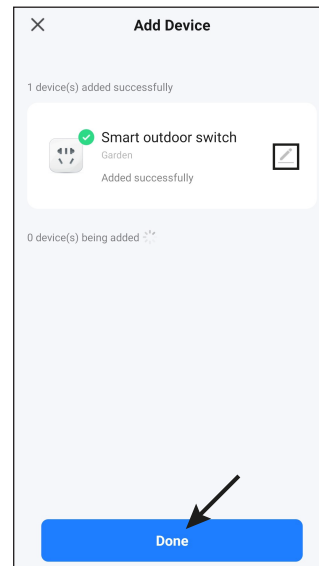 Add Device
1 device(s) added successfully
Smart outdoor switch
Garden
Added successfully
0 device(s) being added
Done